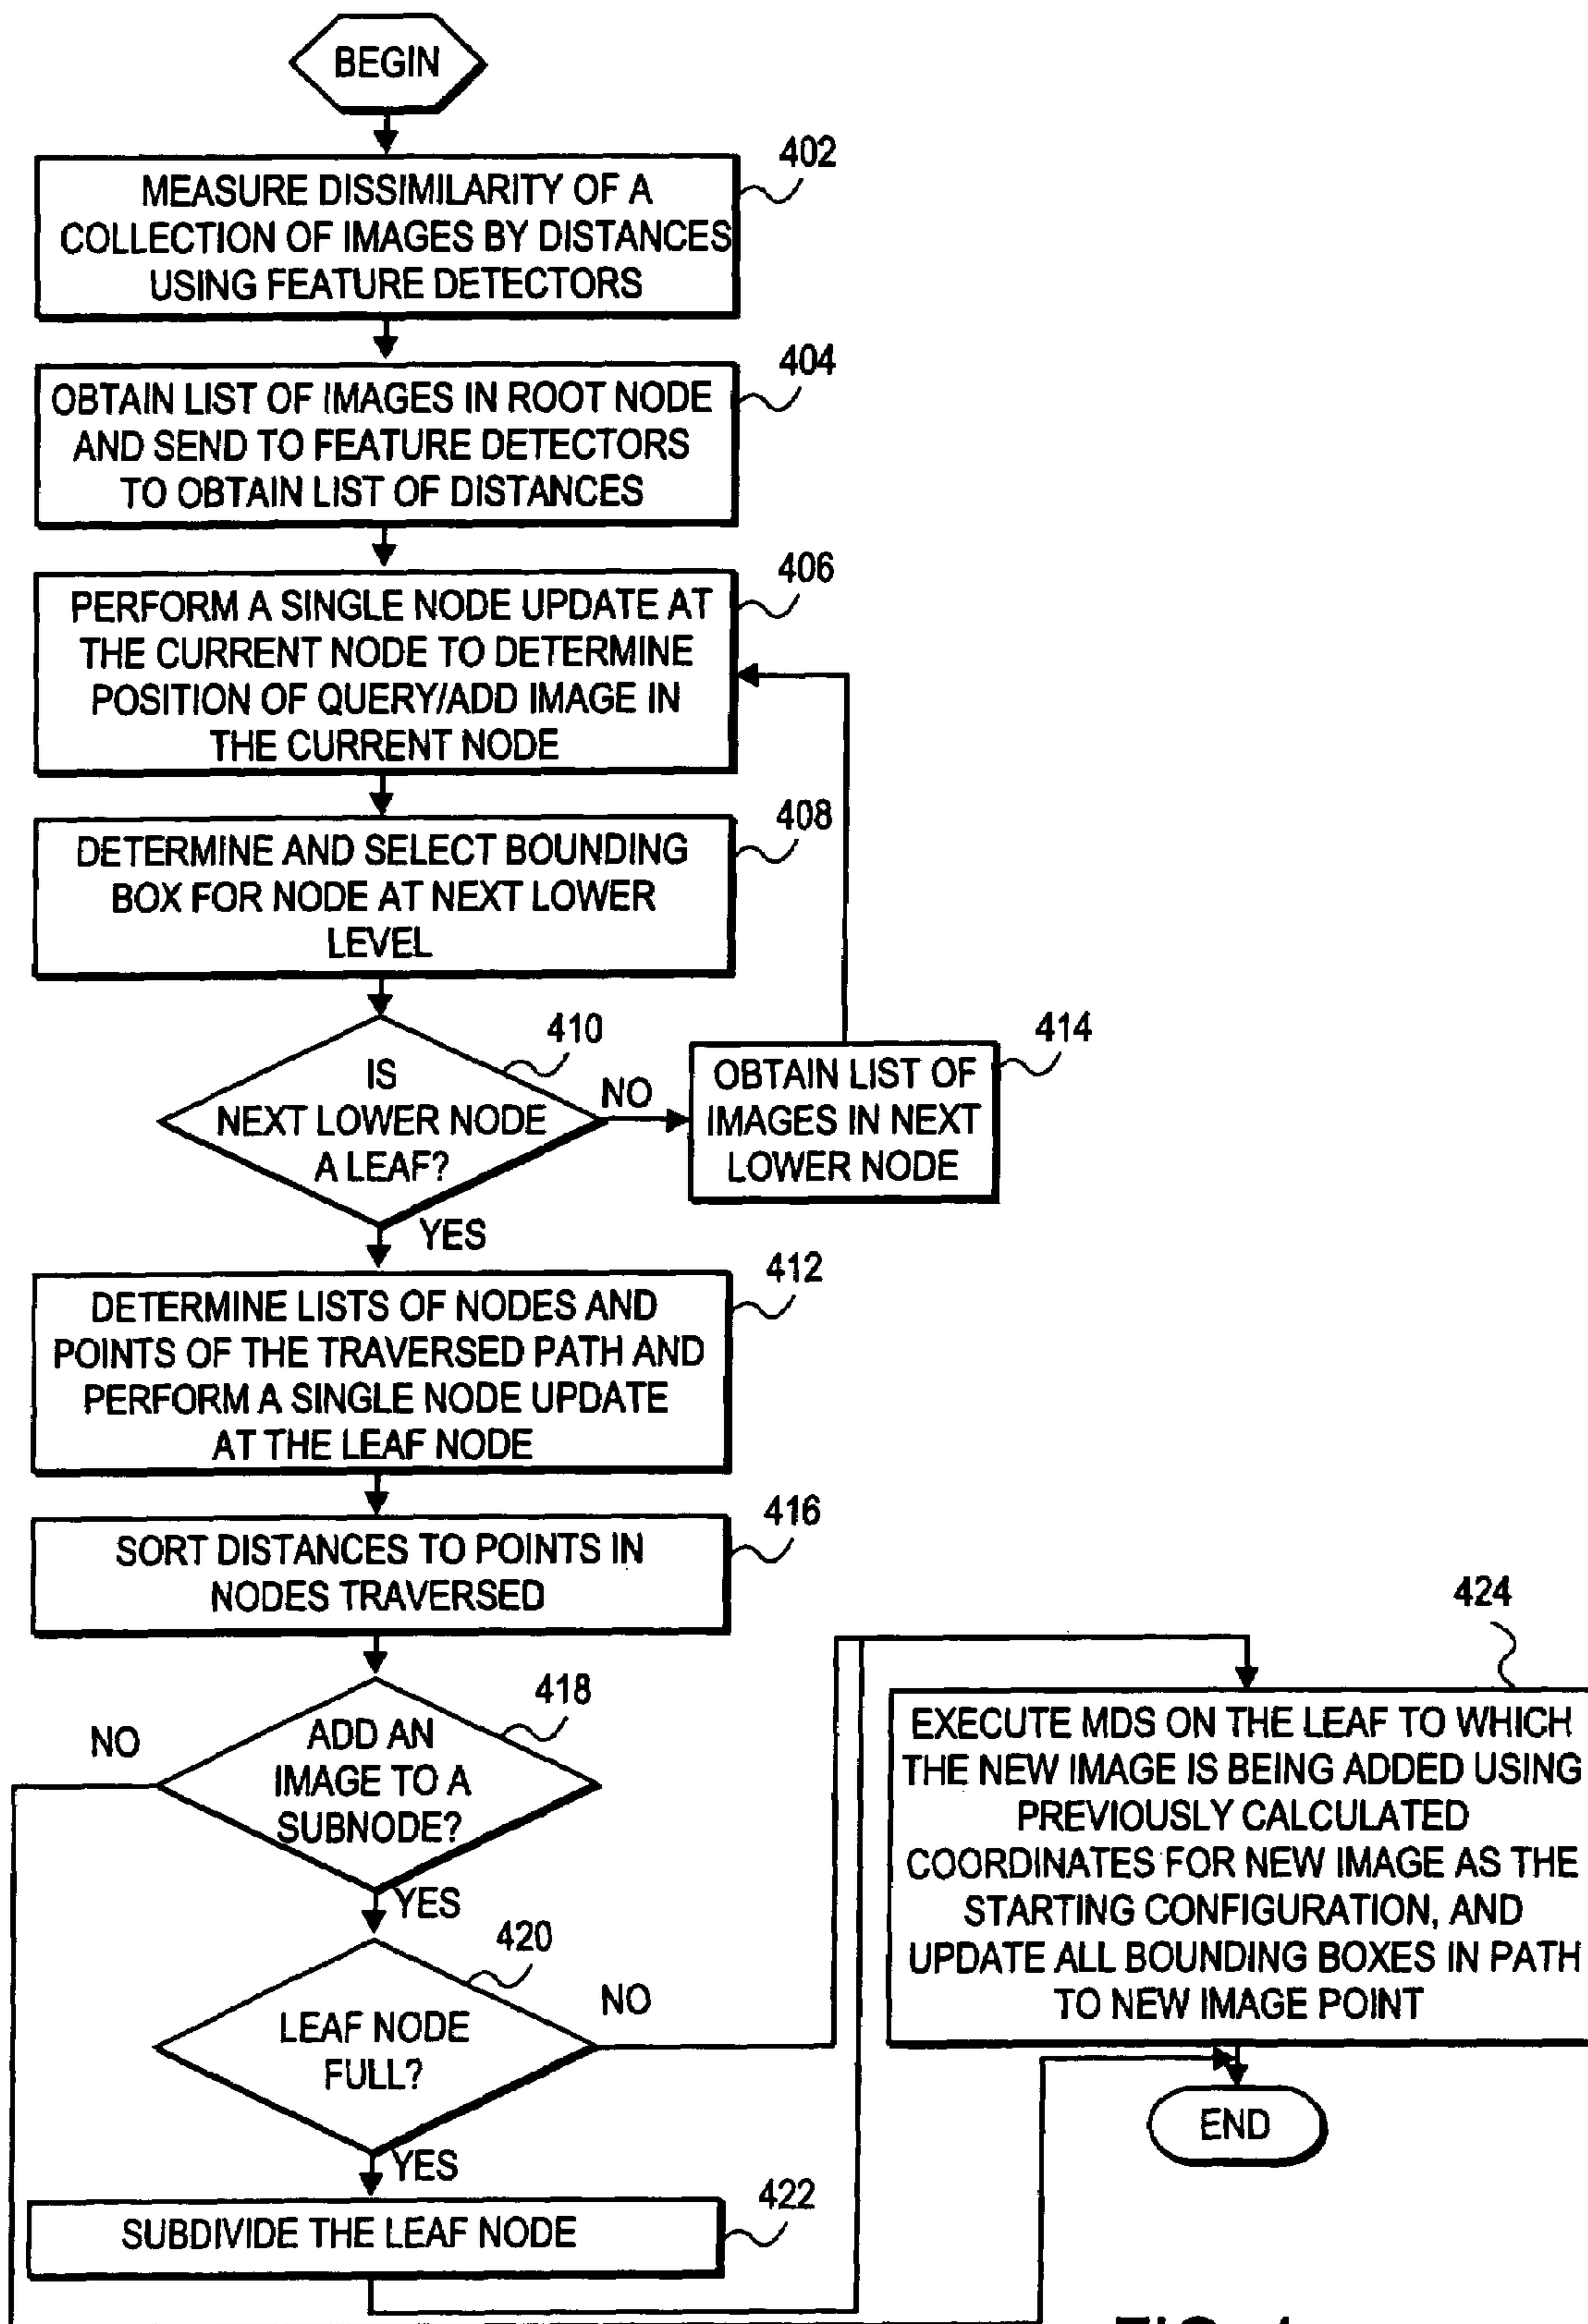 BEGIN
402
MEASURE DISSIMILARITY OF A
COLLECTION OF IMAGES BY DISTANCES
USING FEATURE DETECTORS
404
OBTAIN LIST OF IMAGES IN ROOT NODE
AND SEND TO FEATURE DETECTORS
TO OBTAIN LIST OF DISTANCES
406
PERFORM A SINGLE NODE UPDATE AT
THE CURRENT NODE TO DETERMINE
POSITION OF QUERY/ADD IMAGE IN
THE CURRENT NODE
408
DETERMINE AND SELECT BOUNDING
BOX FOR NODE AT NEXT LOWER
LEVEL
410
IS
NEXT LOWER NODE
A LEAF?
NO
414
OBTAIN LIST OF
IMAGES IN NEXT
LOWER NODE
YES
412
DETERMINE LISTS OF NODES AND
POINTS OF THE TRAVERSED PATH AND
PERFORM A SINGLE NODE UPDATE
AT THE LEAF NODE
416
SORT DISTANCES TO POINTS IN
NODES TRAVERSED
418
NO
ADD AN
IMAGE TO A
SUBNODE?
YES
420
NO
LEAF NODE
FULL?
YES
422
SUBDIVIDE THE LEAF NODE
424
EXECUTE MDS ON THE LEAF TO WHICH
THE NEW IMAGE IS BEING ADDED USING
PREVIOUSLY CALCULATED
COORDINATES FOR NEW IMAGE AS THE
STARTING CONFIGURATION, AND
UPDATE ALL BOUNDING BOXES IN PATH
TO NEW IMAGE POINT
END